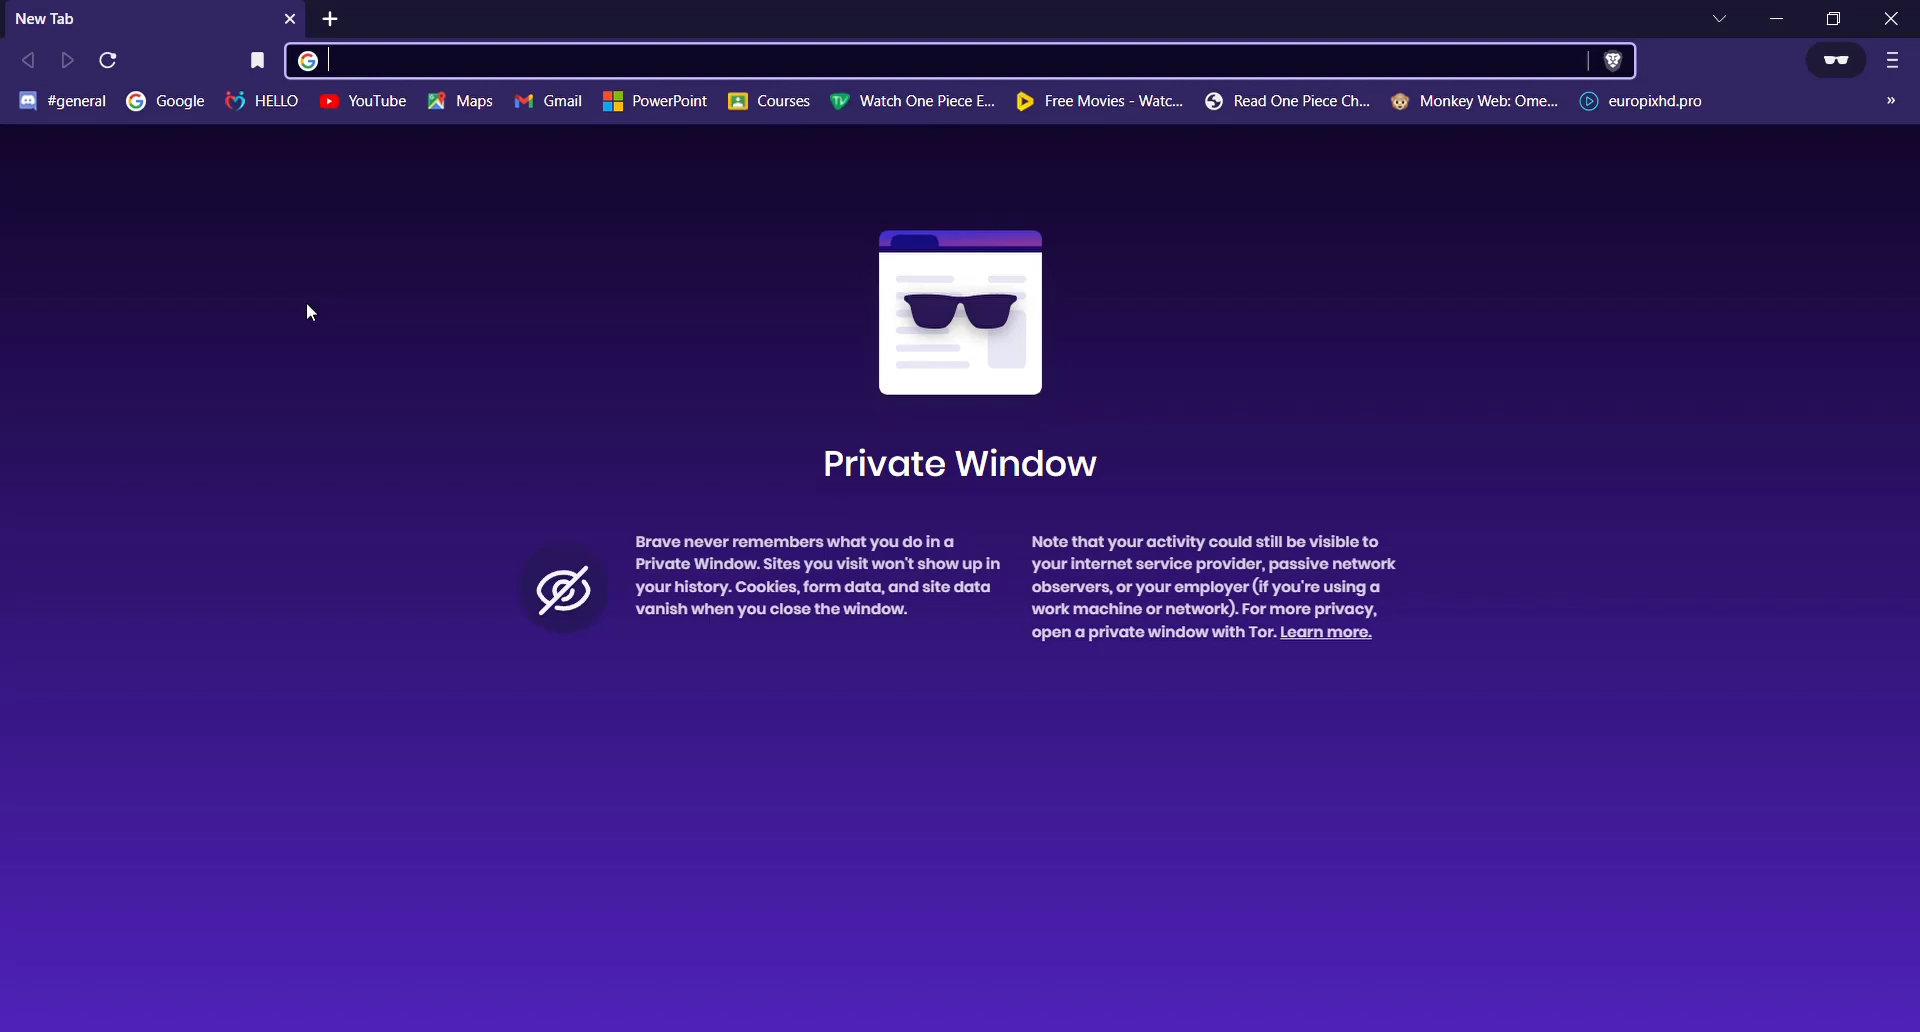 New Tab
#general Google HELLO YouTube Maps Gmail PowerPoint Courses Watch One Piece E... Free Movies - Watc... Read One Piece Ch... Monkey Web: Ome... europixhd.pro »
Private Window
Brave never remembers what you do in a
Private Window. Sites you visit won't show up in
your history. Cookies, form data, and site data
vanish when you close the window.
Note that your activity could still be visible to
your internet service provider, passive network
observers, or your employer (if you're using a
work machine or network). For more privacy,
open a private window with Tor. Learn more.